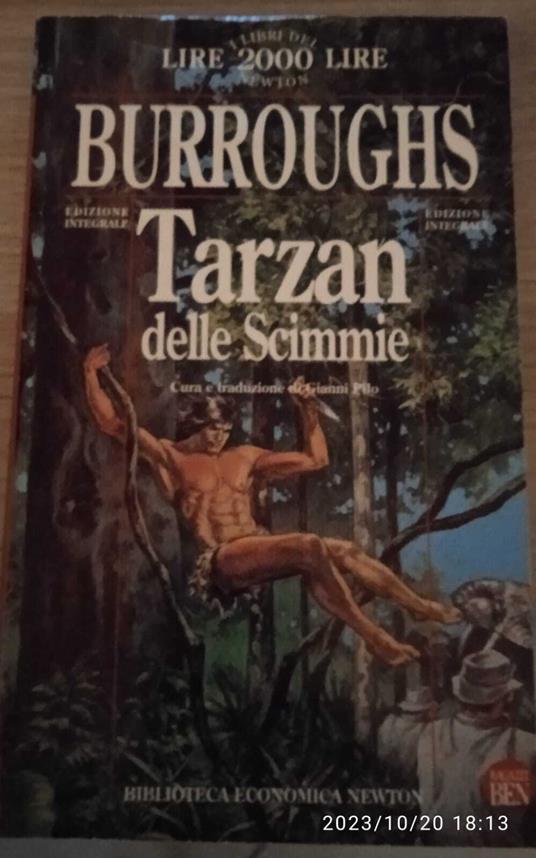 I LIBRI DEL
LIRE 2000 LIRE
NEWTON
BURROUGHS
EDIZIONE
INTEGRALE
EDIZIONE
INTEGRALE
Tarzan
delle Scimmie
Cura e traduzione di Gianni Pilo
RAGAZZI
BEN
BIBLIOTECA ECONOMICA NEWTON
2023/10/20 18:13